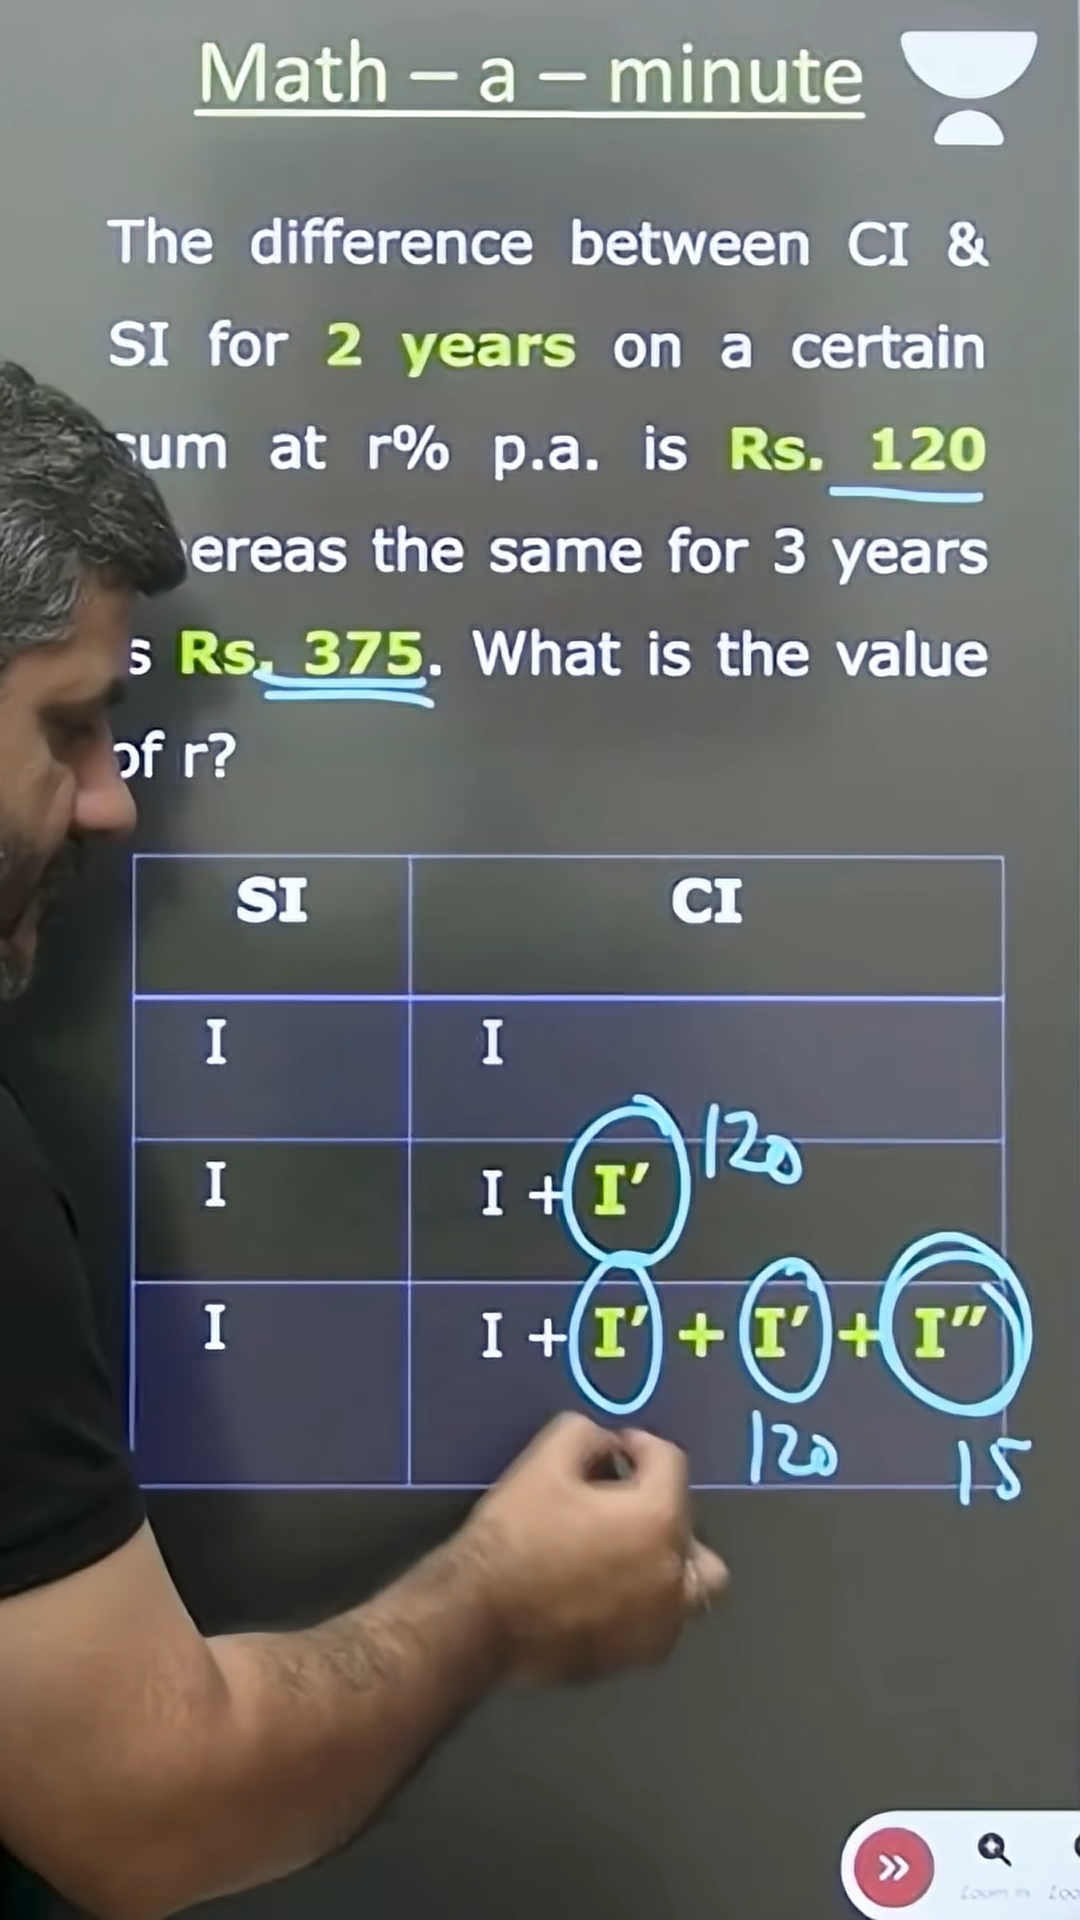 Math – a – minute
The difference between CI &
SI for 2 years on a certain
sum at r% p.a. is Rs. 120
ereas the same for 3 years
s Rs. 375. What is the value
of r?
SI CI
I I
120
I I + I′
I I + I′ + I′ + I″
120 15